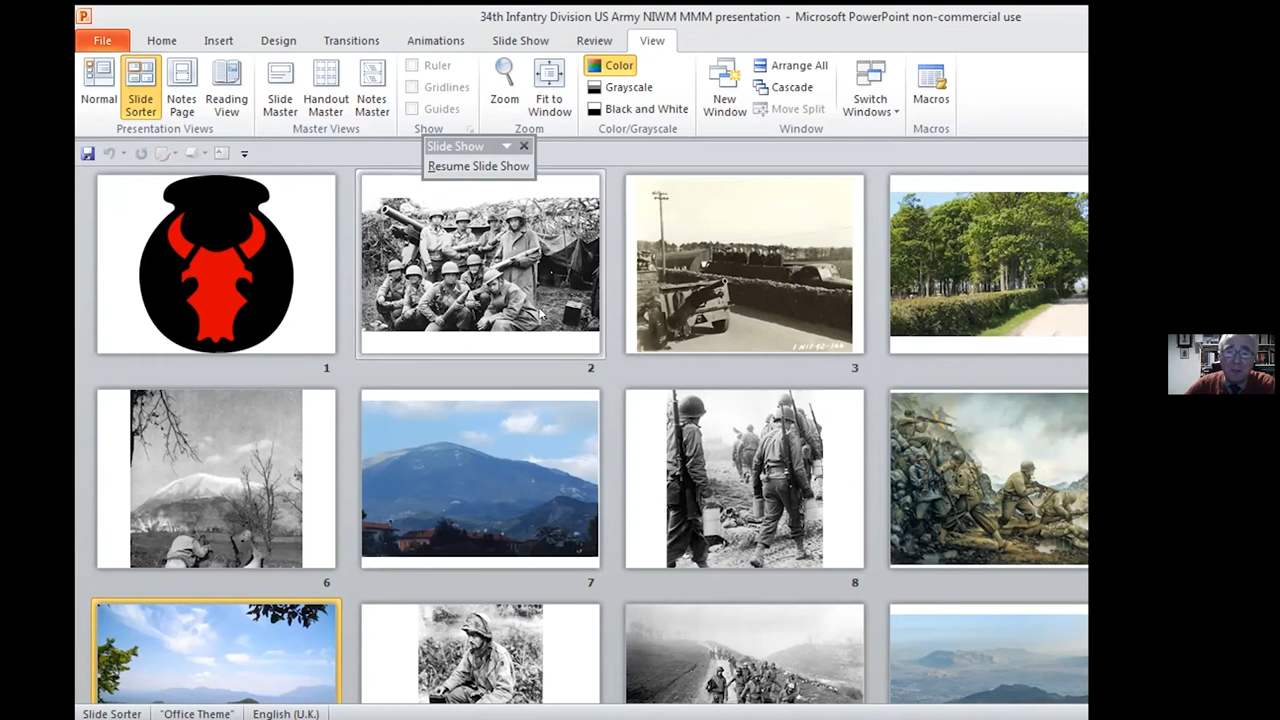 34th Infantry Division US Army NIWM MMM presentation - Microsoft PowerPoint non-commercial use
File Home Insert Design Transitions Animations Slide Show Review View
Normal Slide Sorter Notes Page Reading View
Presentation Views
Slide Master Handout Master Notes Master
Master Views
Ruler
Gridlines
Guides
Show
Zoom Fit to Window
Zoom
Color
Grayscale
Black and White
Color/Grayscale
New Window
Arrange All
Cascade
Move Split
Switch Windows
Window
Macros
Macros
Slide Show
Resume Slide Show
1
2
3
6
7
8
Slide Sorter "Office Theme" English (U.K.)